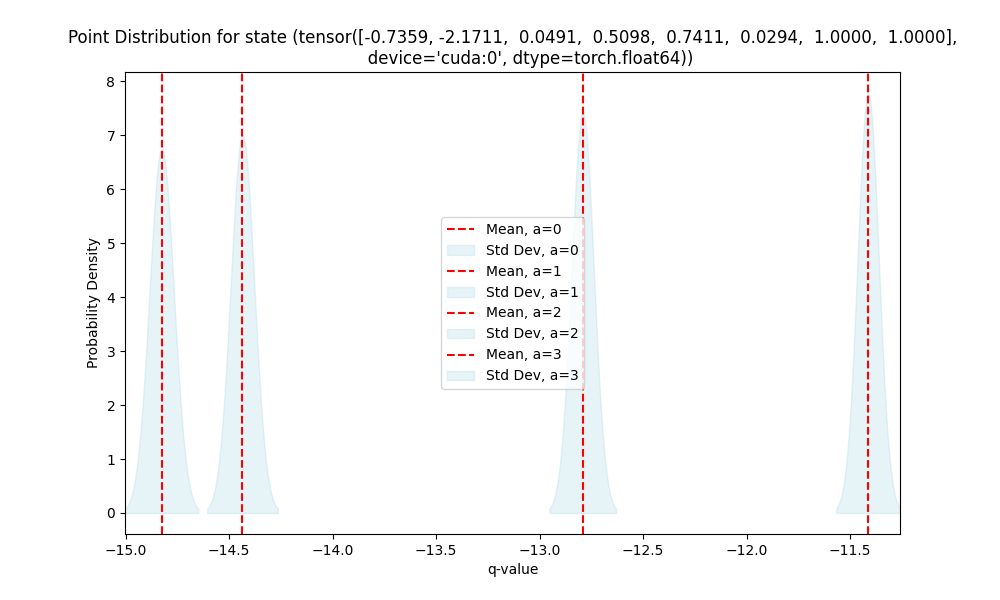 Point Distribution for state (tensor([-0.7359, -2.1711,  0.0491,  0.5098,  0.7411,  0.0294,  1.0000,  1.0000],
device='cuda:0', dtype=torch.float64))
8
7
6
5
4
3
2
1
0
Probability Density
Mean, a=0
Std Dev, a=0
Mean, a=1
Std Dev, a=1
Mean, a=2
Std Dev, a=2
Mean, a=3
Std Dev, a=3
−15.0 −14.5 −14.0 −13.5 −13.0 −12.5 −12.0 −11.5
q-value